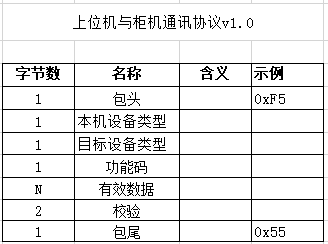 上位机与柜机通讯协议v1.0
字节数 名称 含义 示例
1 包头 0xF5
1 本机设备类型
1 目标设备类型
1 功能码
N 有效数据
2 校验
1 包尾 0x55